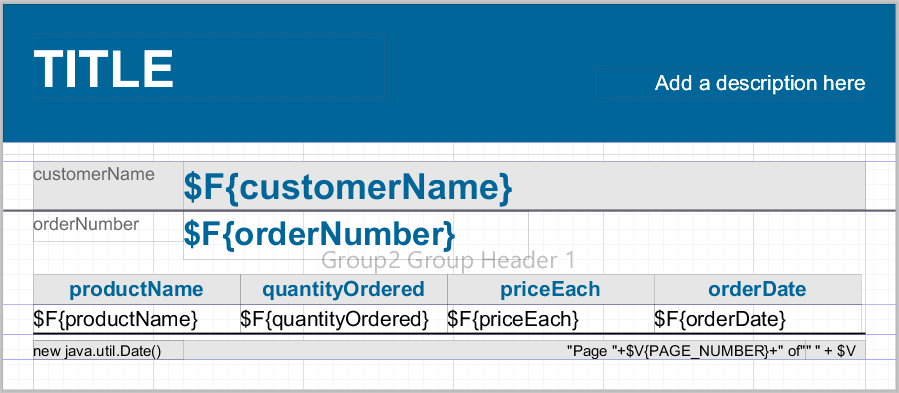 TITLE
Add a description here
customerName $F{customerName}
orderNumber $F{orderNumber}
Group2 Group Header 1
productName quantityOrdered priceEach orderDate
$F{productName} $F{quantityOrdered} $F{priceEach} $F{orderDate}
new java.util.Date() "Page "+$V{PAGE_NUMBER}+" of"" " + $V